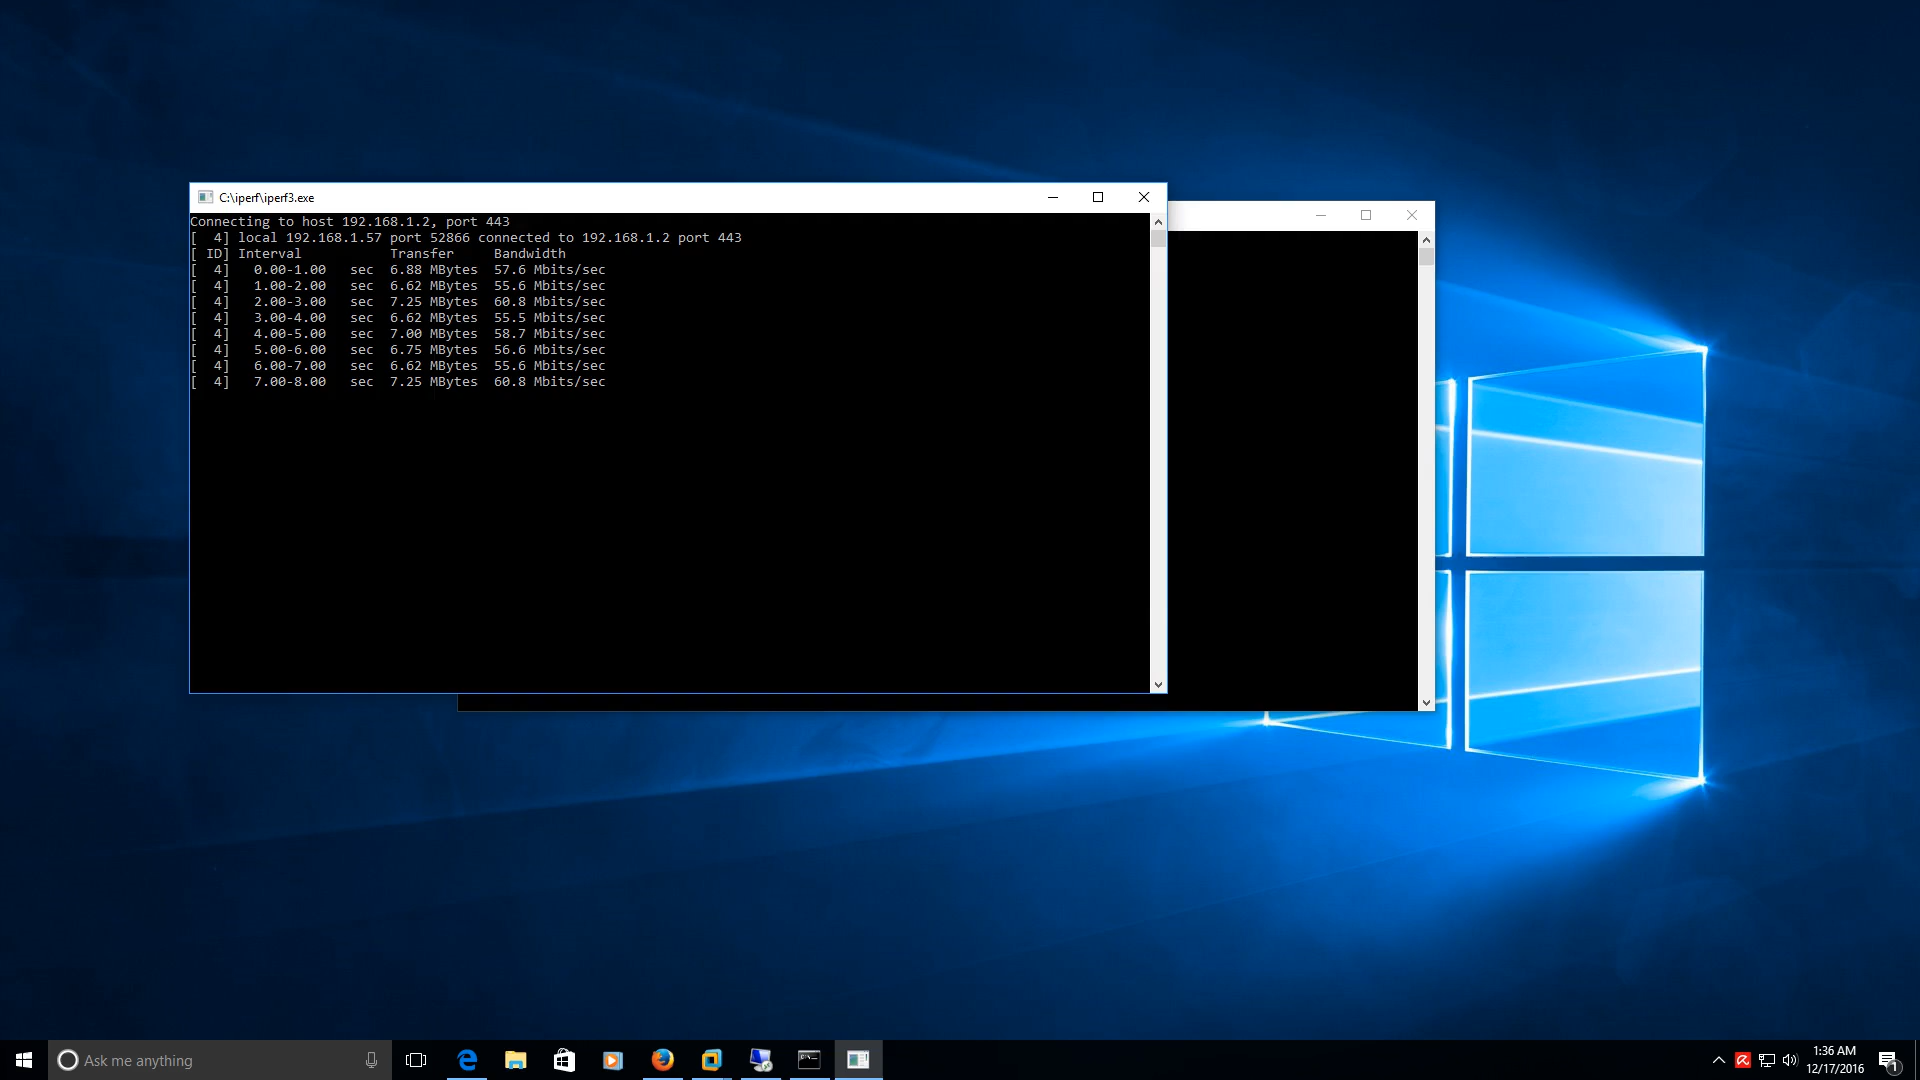 C:\iperf\iperf3.exe
Connecting to host 192.168.1.2, port 443
[  4] local 192.168.1.57 port 52866 connected to 192.168.1.2 port 443
[ ID] Interval           Transfer     Bandwidth
[  4]   0.00-1.00   sec  6.88 MBytes  57.6 Mbits/sec
[  4]   1.00-2.00   sec  6.62 MBytes  55.6 Mbits/sec
[  4]   2.00-3.00   sec  7.25 MBytes  60.8 Mbits/sec
[  4]   3.00-4.00   sec  6.62 MBytes  55.5 Mbits/sec
[  4]   4.00-5.00   sec  7.00 MBytes  58.7 Mbits/sec
[  4]   5.00-6.00   sec  6.75 MBytes  56.6 Mbits/sec
[  4]   6.00-7.00   sec  6.62 MBytes  55.6 Mbits/sec
[  4]   7.00-8.00   sec  7.25 MBytes  60.8 Mbits/sec
Ask me anything
1:36 AM
12/17/2016
1